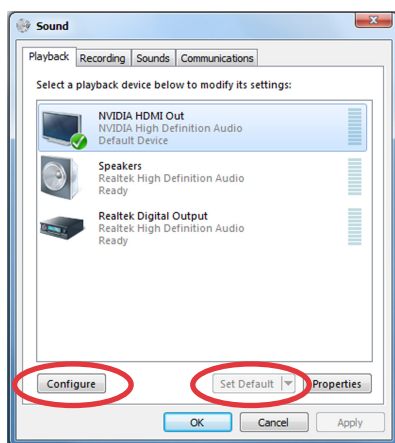 Sound
Playback Recording Sounds Communications
Select a playback device below to modify its settings:
NVIDIA HDMI Out
NVIDIA High Definition Audio
Default Device
Speakers
Realtek High Definition Audio
Ready
Realtek Digital Output
Realtek High Definition Audio
Ready
Configure Set Default Properties
OK Cancel Apply